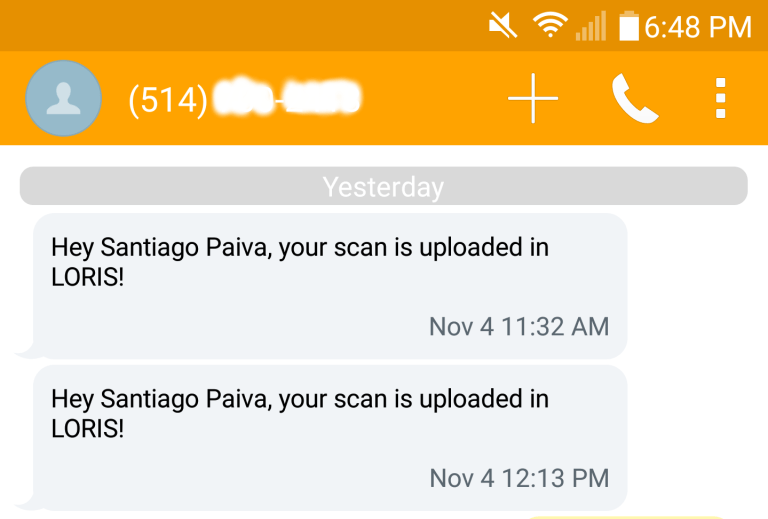 6:48 PM
(514)
Yesterday
Hey Santiago Paiva, your scan is uploaded in
LORIS!
Nov 4 11:32 AM
Hey Santiago Paiva, your scan is uploaded in
LORIS!
Nov 4 12:13 PM